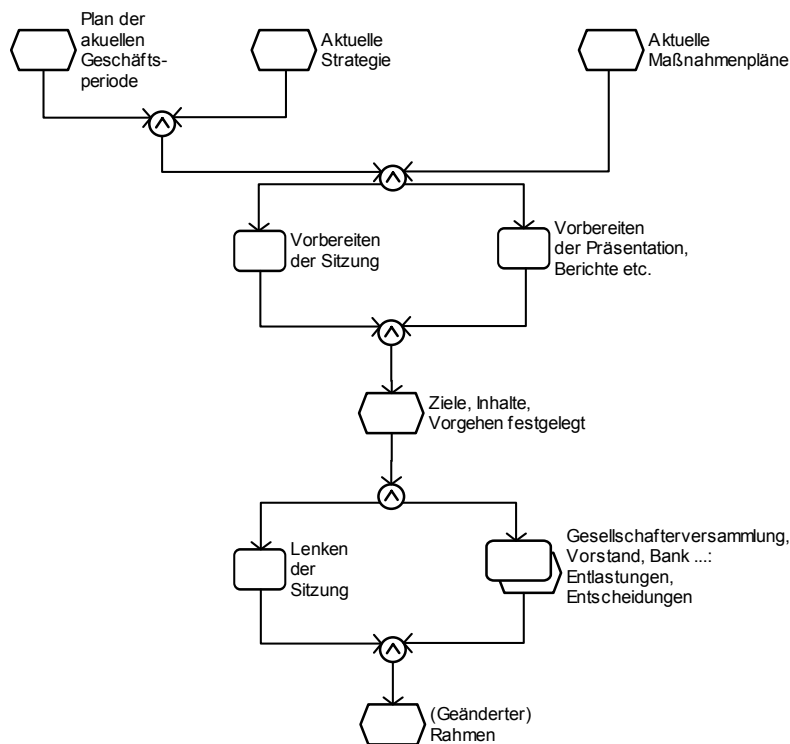 Plan der
akuellen
Geschäfts-
periode
Aktuelle
Strategie
Aktuelle
Maßnahmenpläne
Vorbereiten
der Sitzung
Vorbereiten
der Präsentation,
Berichte etc.
Ziele, Inhalte,
Vorgehen festgelegt
Lenken
der
Sitzung
Gesellschafterversammlung,
Vorstand, Bank ...:
Entlastungen,
Entscheidungen
(Geänderter)
Rahmen